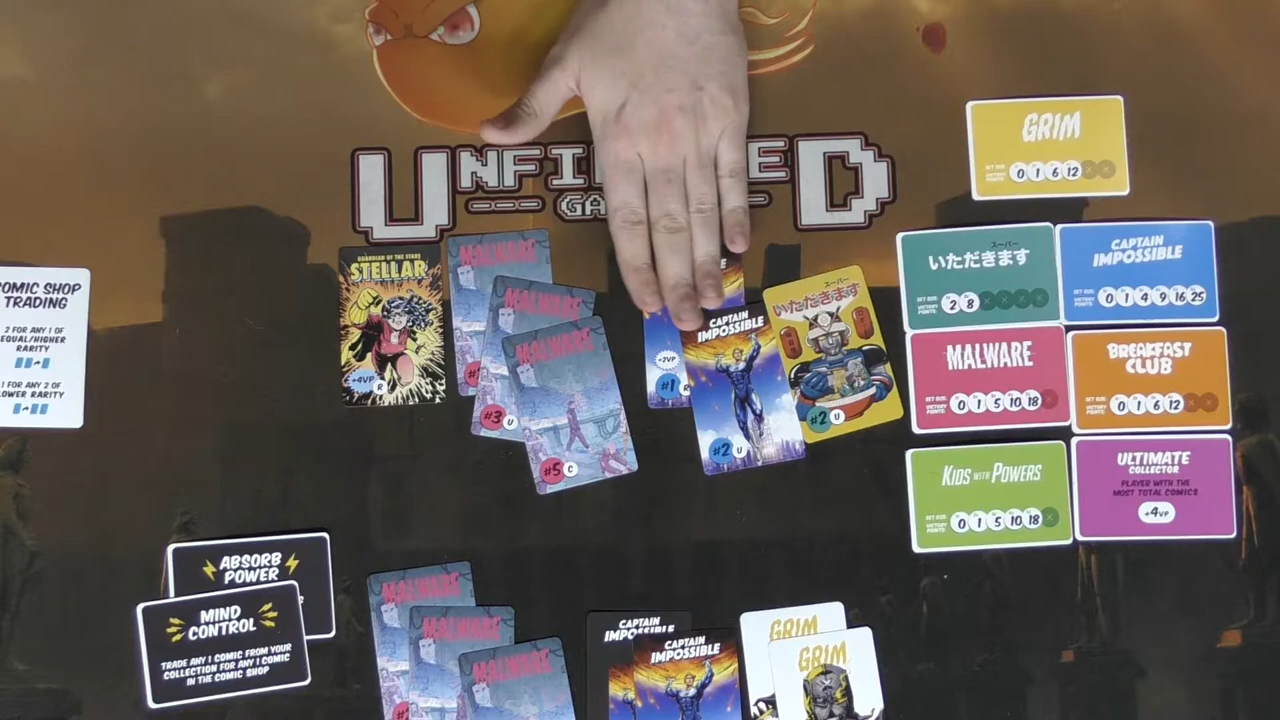 UNFI
ED
GA
GRIM
SET SIZE:
VICTORY
POINTS:
0 1 6 12 X X
スーパー
いただきます
SET SIZE:
VICTORY
POINTS:
2 8 X X X X
CAPTAIN
IMPOSSIBLE
SET SIZE:
VICTORY
POINTS:
0 1 4 9 16 25
MALWARE
SET SIZE:
VICTORY
POINTS:
0 1 5 10 18 X
BREAKFAST
CLUB
SET SIZE:
VICTORY
POINTS:
0 1 6 12 X X
KIDS WITH POWERS
SET SIZE:
VICTORY
POINTS:
0 1 5 10 18 X
ULTIMATE
COLLECTOR
PLAYER WITH THE
MOST TOTAL COMICS
+4VP
OMIC SHOP
TRADING
2 FOR ANY 1 OF
EQUAL/HIGHER
RARITY
1 FOR ANY 2 OF
LOWER RARITY
GUARDIAN OF THE STARS
STELLAR
+4VP R
MALWARE
MALWARE
#3 U
MALWARE
#5 C
+2VP
#1 R
CAPTAIN
IMPOSSIBLE
#2 U
スーパー
いただきます
#2 U
ABSORB
POWER
MIND
CONTROL
TRADE ANY 1 COMIC FROM YOUR
COLLECTION FOR ANY 1 COMIC
IN THE COMIC SHOP
MALWARE
MALWARE
MALWARE
CAPTAIN
IMPOSSIBLE
CAPTAIN
IMPOSSIBLE
GRIM
GRIM